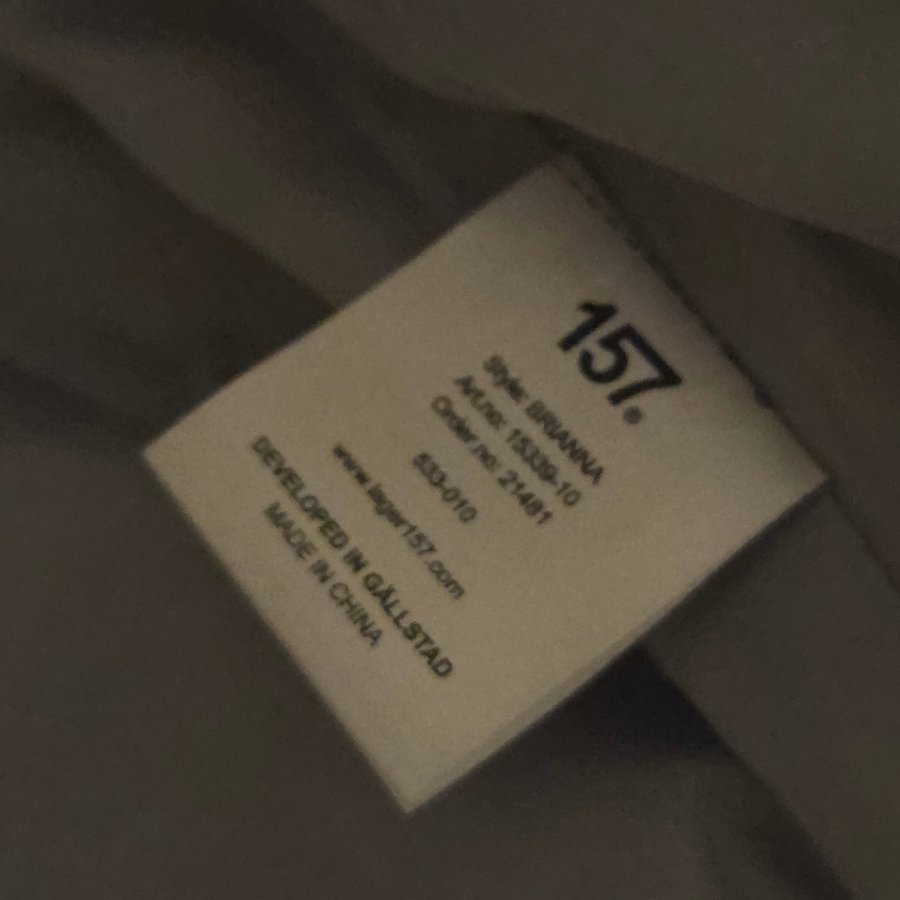 157®
Style: BRIANNA
Art.no: 15339-10
Order.no: 21481
533-010
www.lager157.com
DEVELOPED IN GÄLLSTAD
MADE IN CHINA